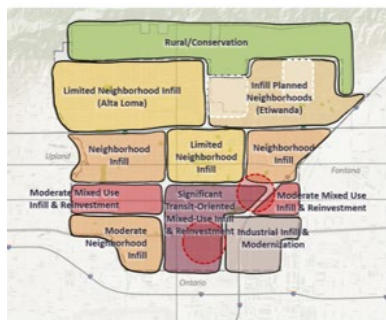 Rural/Conservation
Limited Neighborhood Infill
(Alta Loma)
Infill Planned
Neighborhoods
(Etiwanda)
Upland
Neighborhood
Infill
Limited
Neighborhood
Infill
Neighborhood
Infill
Fontana
Moderate Mixed Use
Infill & Reinvestment
Significant
Transit-Oriented
Mixed-Use Infill
& Reinvestment
Moderate Mixed Use
Infill & Reinvestment
Moderate
Neighborhood
Infill
Industrial Infill &
Modernization
Ontario